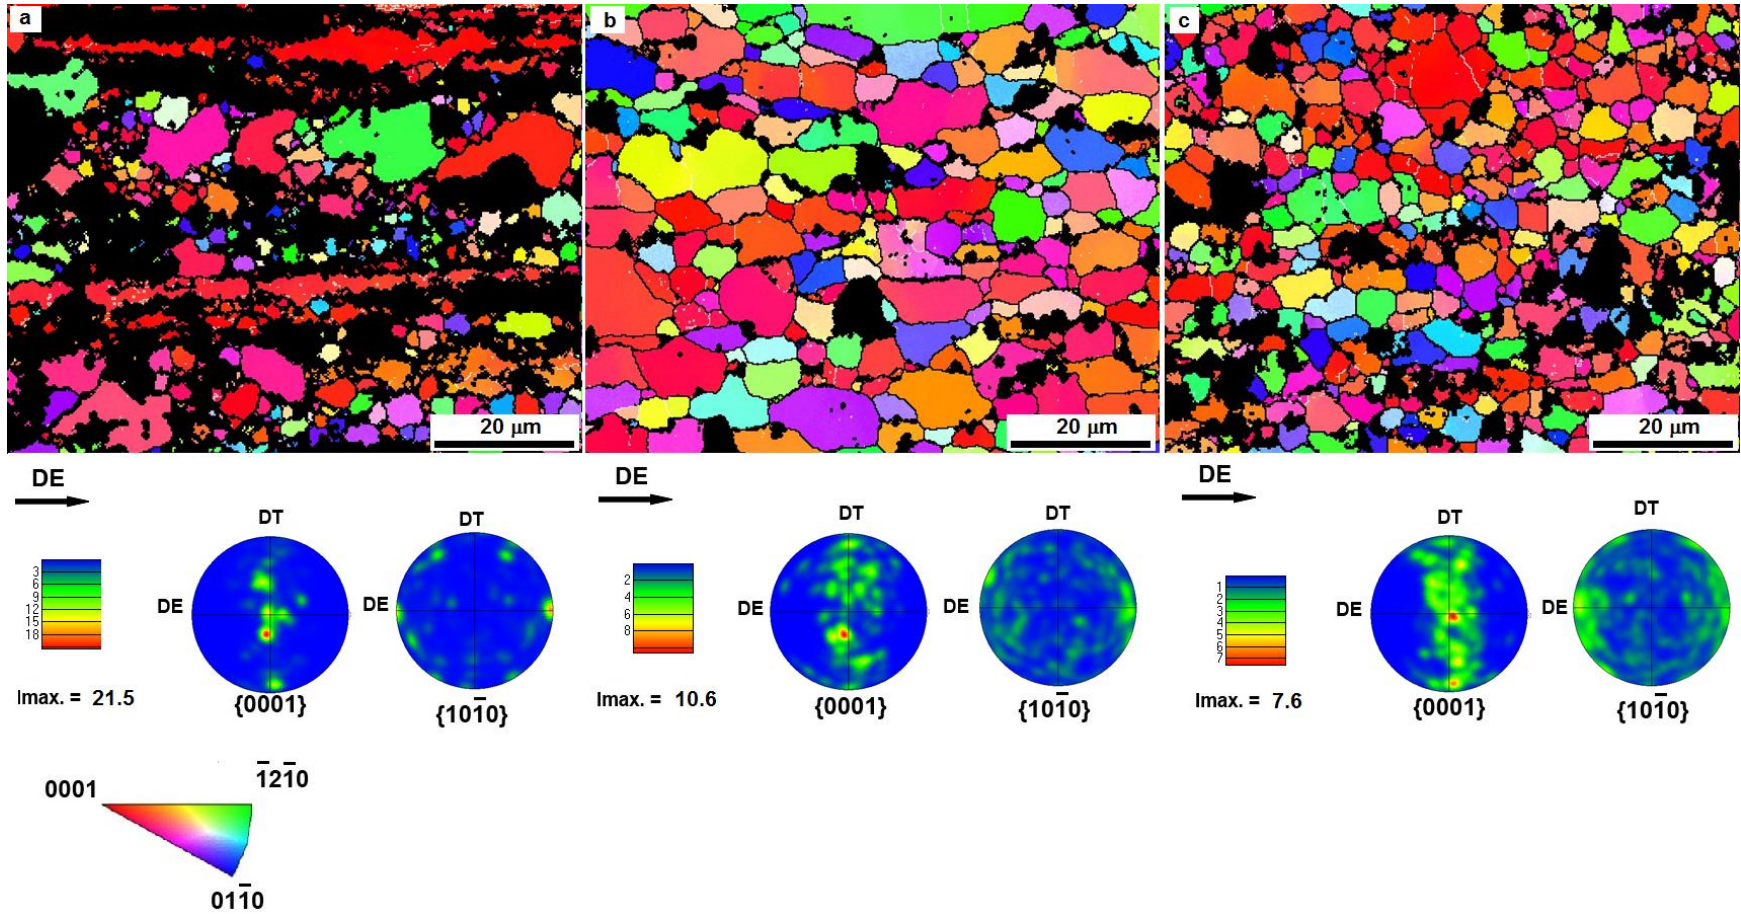 a
b
c
20 μm
20 μm
20 μm
DE
DE
DE
DT
DT
DT
DT
DT
DT
3
6
9
12
15
18
DE
DE
2
4
6
8
DE
DE
1
2
3
4
5
6
7
DE
DE
Imax. = 21.5
{0001}
{101̄0}
Imax. = 10.6
{0001}
{101̄0}
Imax. = 7.6
{0001}
{101̄0}
1̄21̄0
0001
011̄0